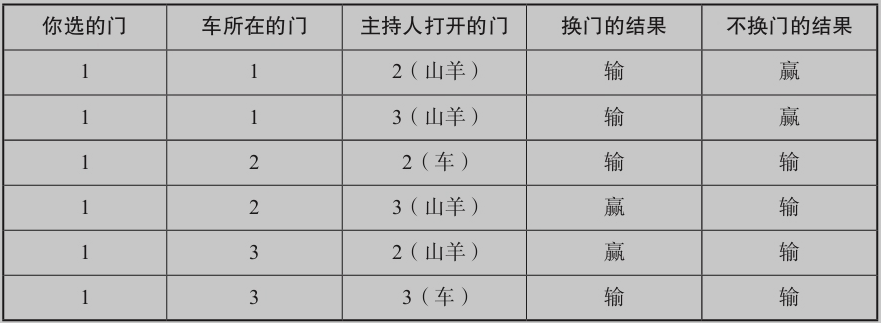 你选的门 车所在的门 主持人打开的门 换门的结果 不换门的结果
1 1 2（山羊） 输 赢
1 1 3（山羊） 输 赢
1 2 2（车） 输 输
1 2 3（山羊） 赢 输
1 3 2（山羊） 赢 输
1 3 3（车） 输 输